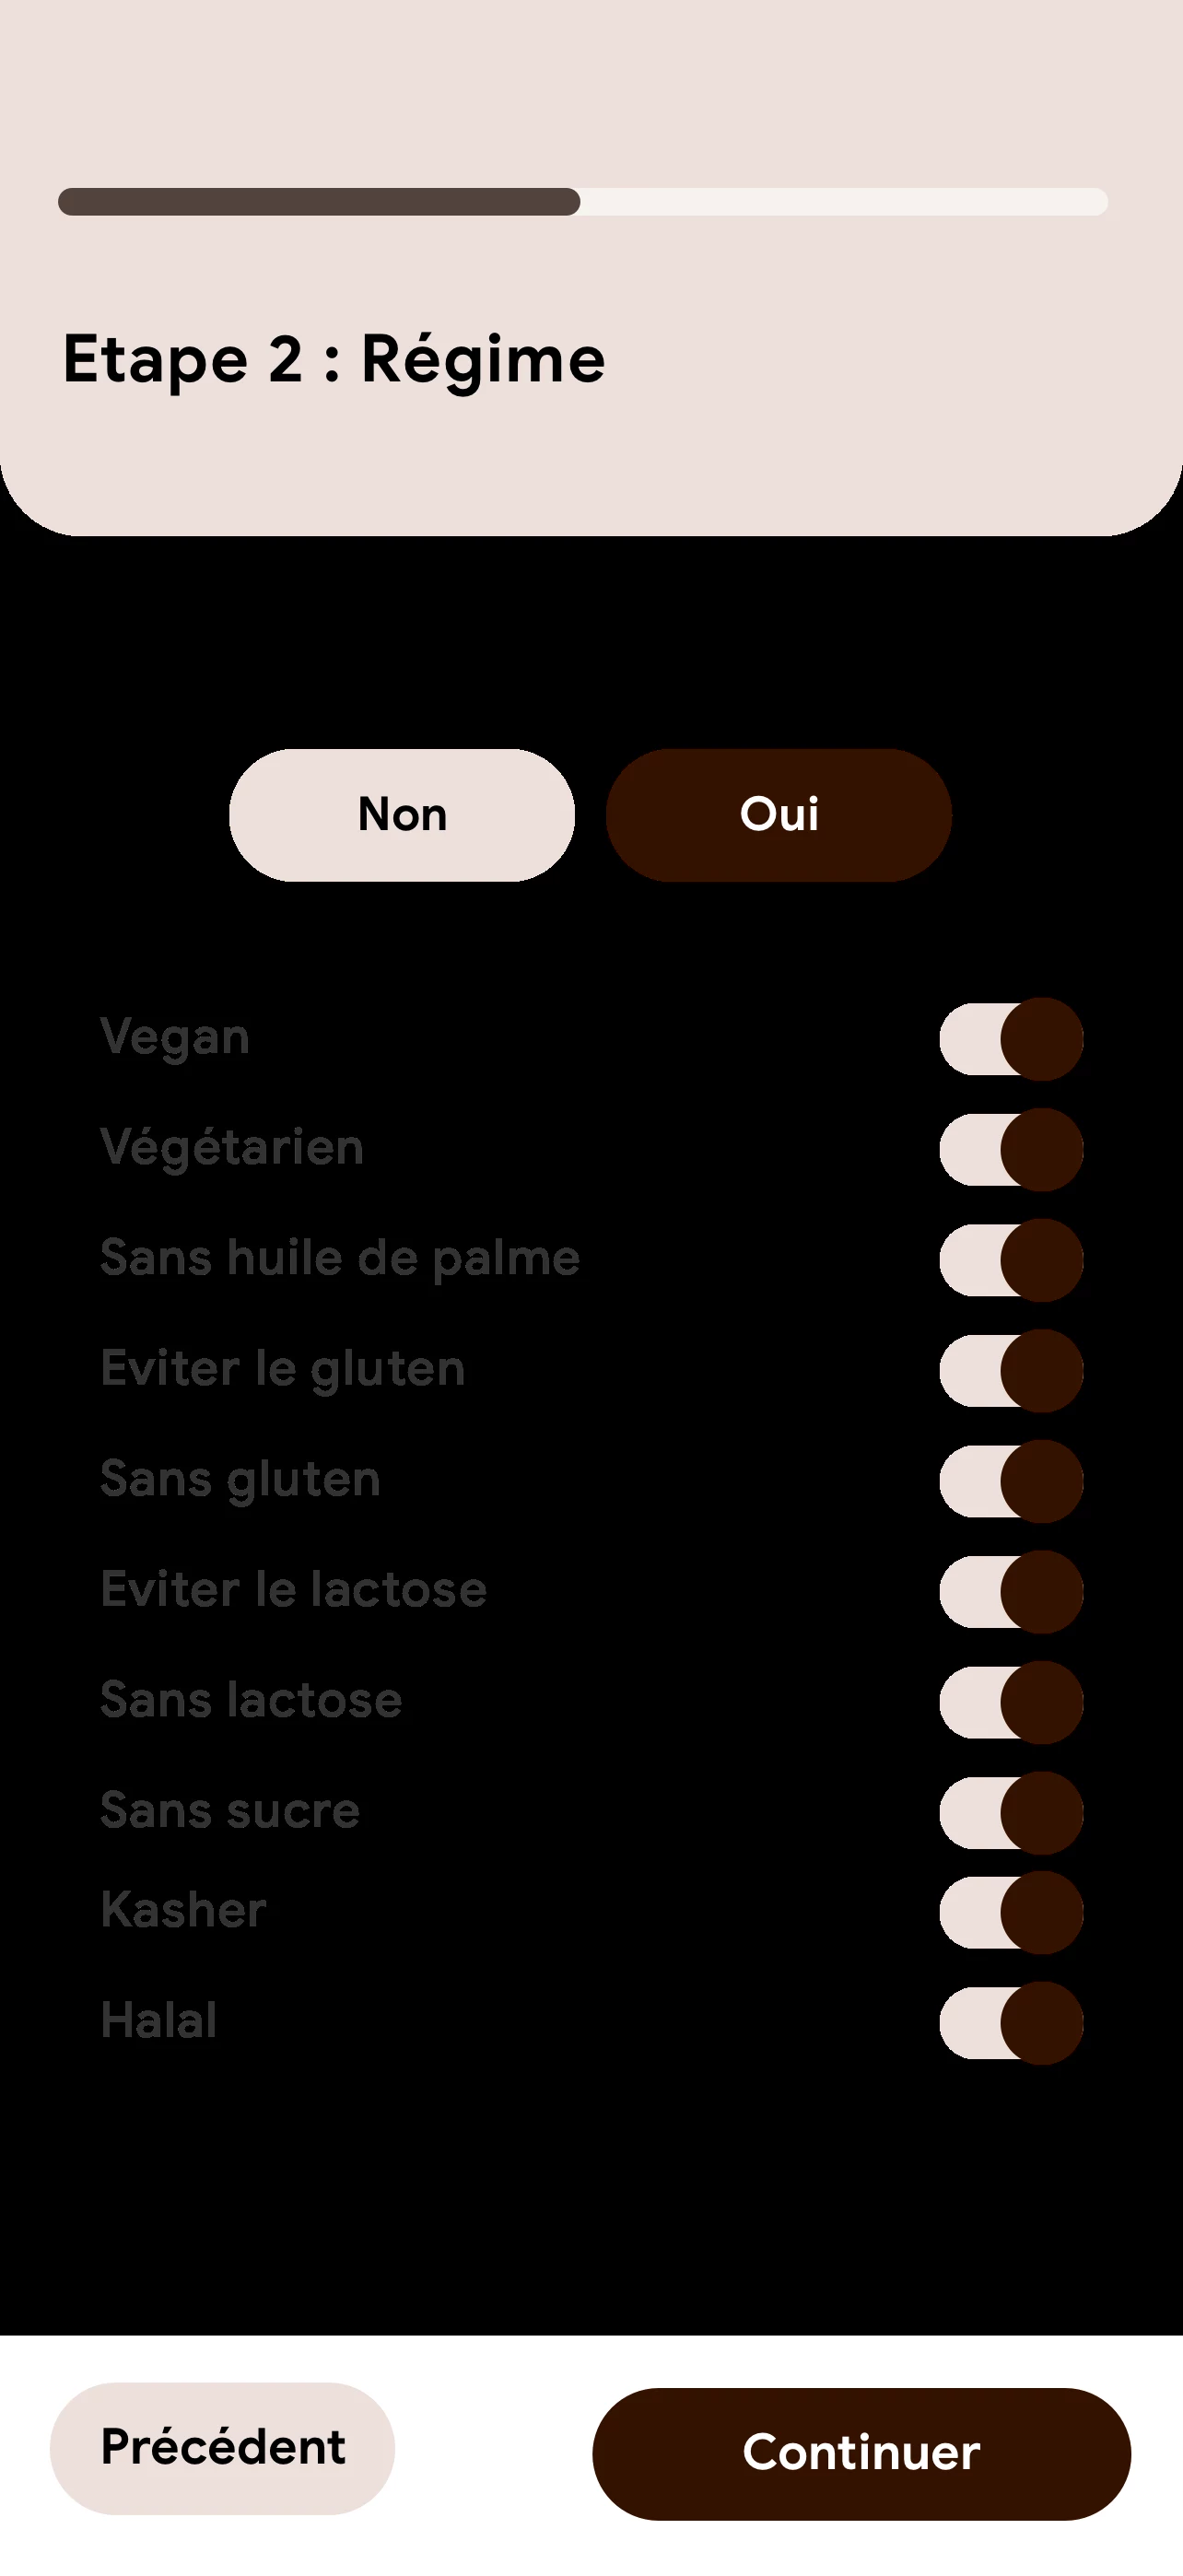 Etape 2 : Régime
Non
Oui
Vegan
Végétarien
Sans huile de palme
Eviter le gluten
Sans gluten
Eviter le lactose
Sans lactose
Sans sucre
Kasher
Halal
Précédent
Continuer